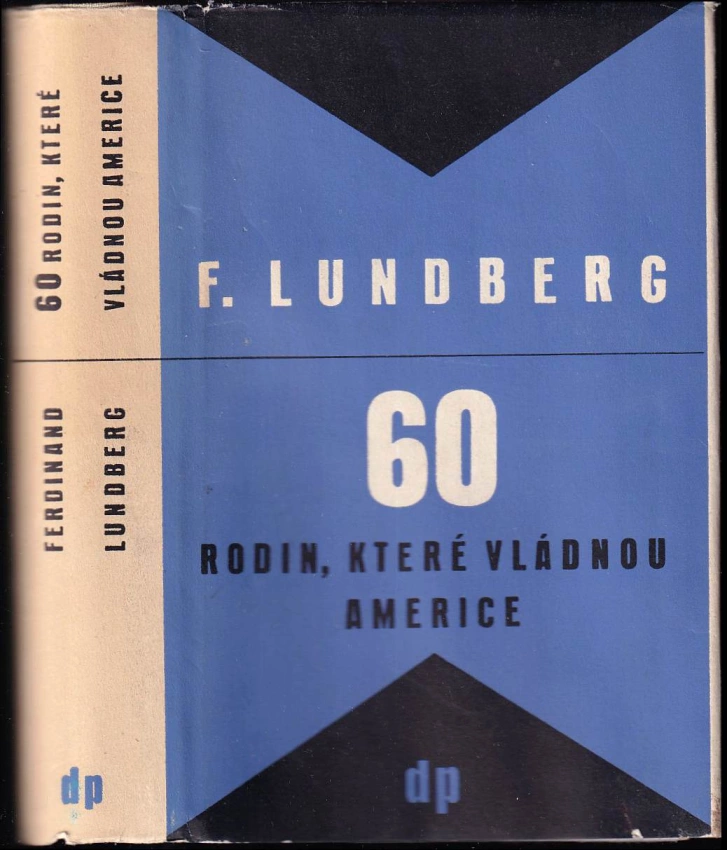 60 RODIN, KTERÉ
VLÁDNOU AMERICE
FERDINAND
LUNDBERG
dp
F. LUNDBERG
60
RODIN, KTERÉ VLÁDNOU
AMERICE
dp